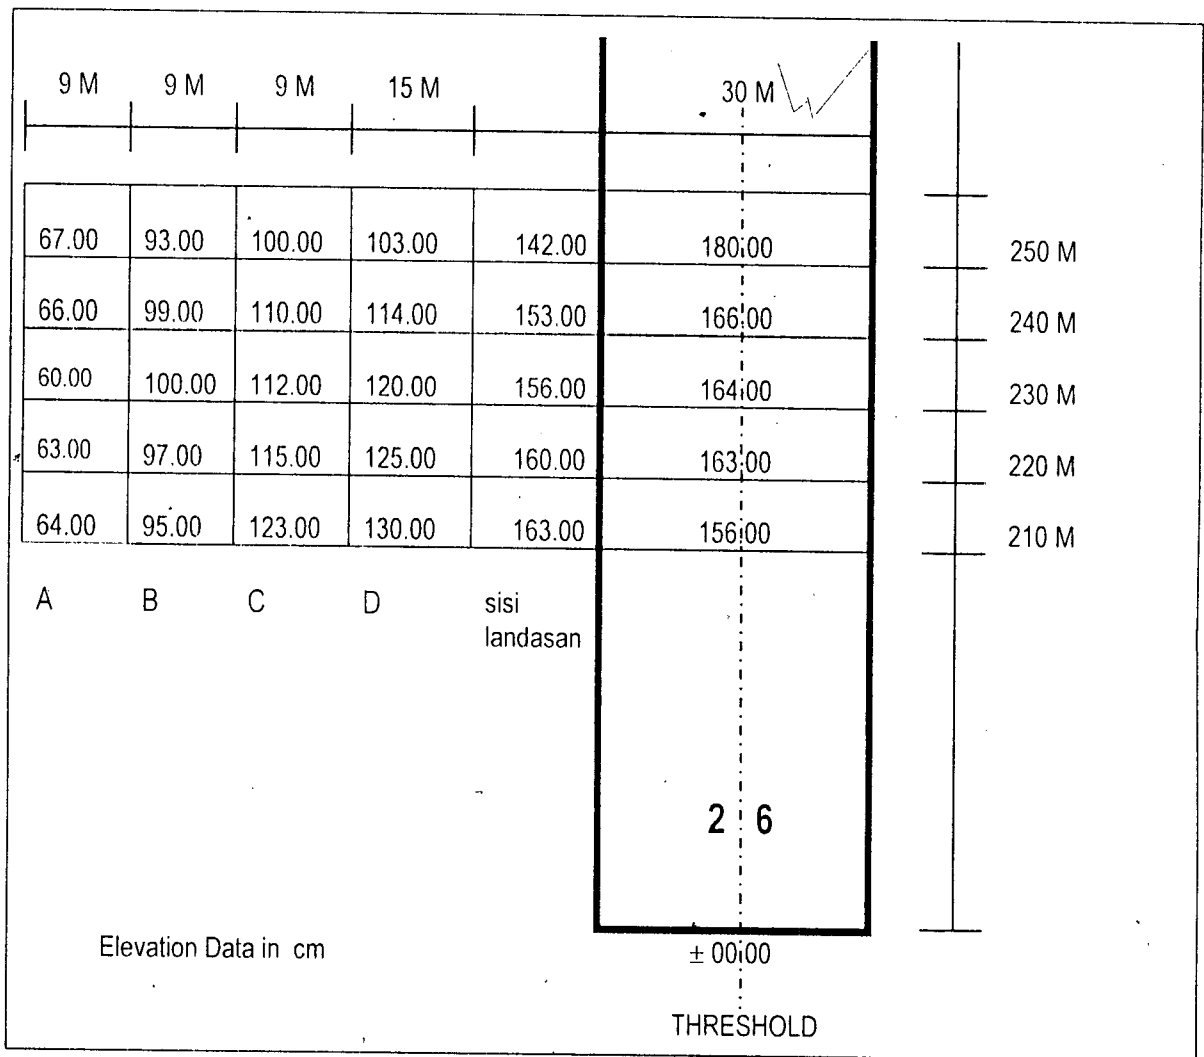 9 M 9 M 9 M 15 M 30 M
67.00 93.00 100.00 103.00 142.00 180.00 250 M
66.00 99.00 110.00 114.00 153.00 166.00 240 M
60.00 100.00 112.00 120.00 156.00 164.00 230 M
63.00 97.00 115.00 125.00 160.00 163.00 220 M
64.00 95.00 123.00 130.00 163.00 156.00 210 M
A B C D sisi
landasan
2 6
Elevation Data in cm ± 00.00
THRESHOLD